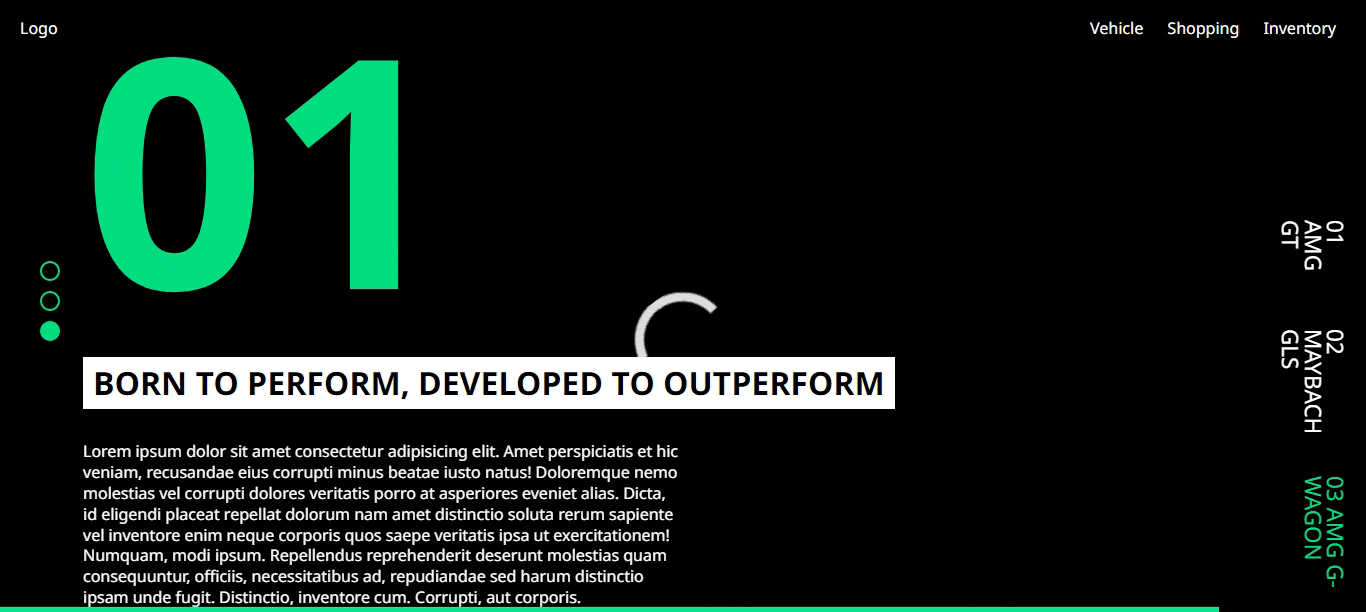 Logo
Vehicle Shopping Inventory
01
BORN TO PERFORM, DEVELOPED TO OUTPERFORM
Lorem ipsum dolor sit amet consectetur adipisicing elit. Amet perspiciatis et hic
veniam, recusandae eius corrupti minus beatae iusto natus! Doloremque nemo
molestias vel corrupti dolores veritatis porro at asperiores eveniet alias. Dicta,
id eligendi placeat repellat dolorum nam amet distinctio soluta rerum sapiente
vel inventore enim neque corporis quos saepe veritatis ipsa ut exercitationem!
Numquam, modi ipsum. Repellendus reprehenderit deserunt molestias quam
consequuntur, officiis, necessitatibus ad, repudiandae sed harum distinctio
ipsam unde fugit. Distinctio, inventore cum. Corrupti, aut corporis.
01
AMG
GT
02
MAYBACH
GLS
03 AMG G-
WAGON